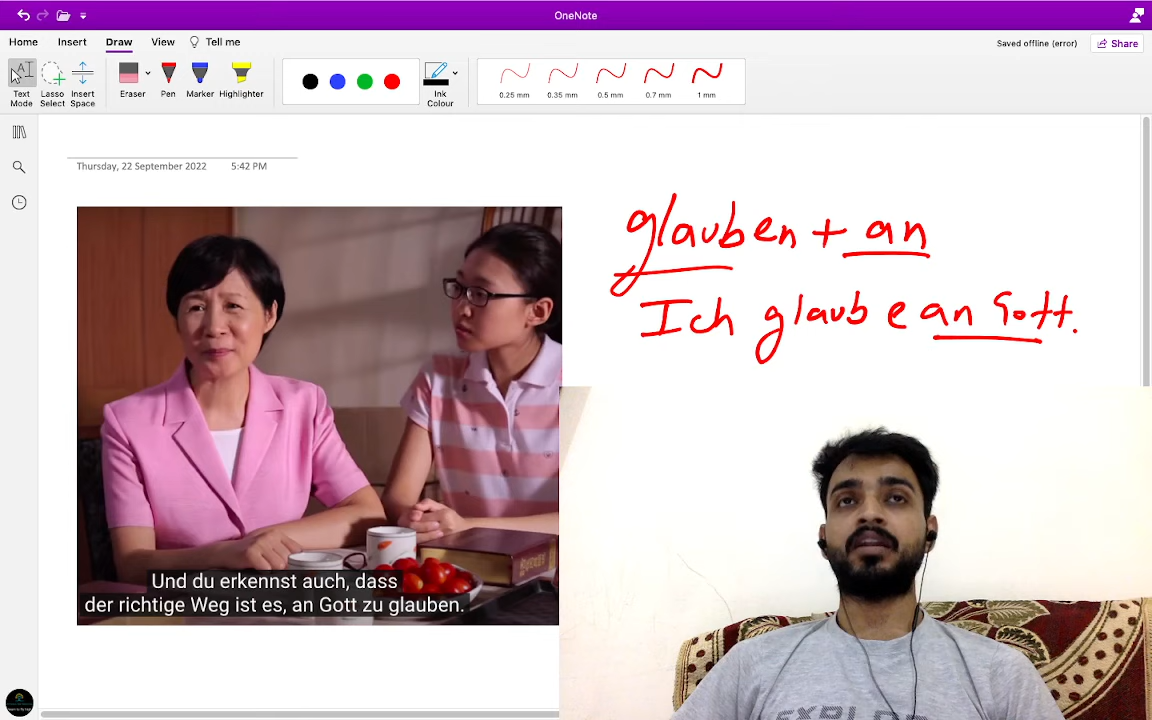 OneNote
Home Insert Draw View Tell me
Saved offline (error) Share
Text Mode
Lasso Select
Insert Space
Eraser
Pen
Marker
Highlighter
Ink Colour
0.25 mm 0.35 mm 0.5 mm 0.7 mm 1 mm
Thursday, 22 September 2022 5:42 PM
glauben + an
Ich glaube an Gott.
Und du erkennst auch, dass
der richtige Weg ist es, an Gott zu glauben.